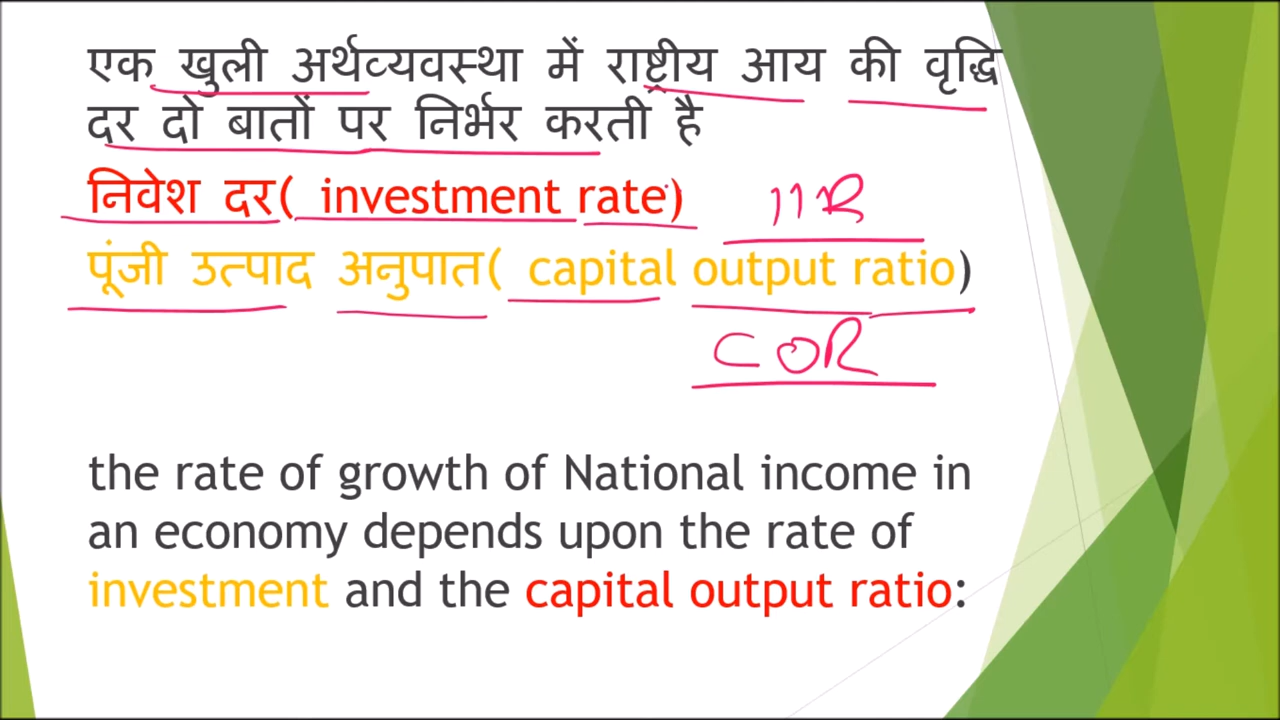 एक खुली अर्थव्यवस्था में राष्ट्रीय आय की वृद्धि
दर दो बातों पर निर्भर करती है
निवेश दर( investment rate)
पूंजी उत्पाद अनुपात( capital output ratio)
COR
the rate of growth of National income in
an economy depends upon the rate of
investment and the capital output ratio: